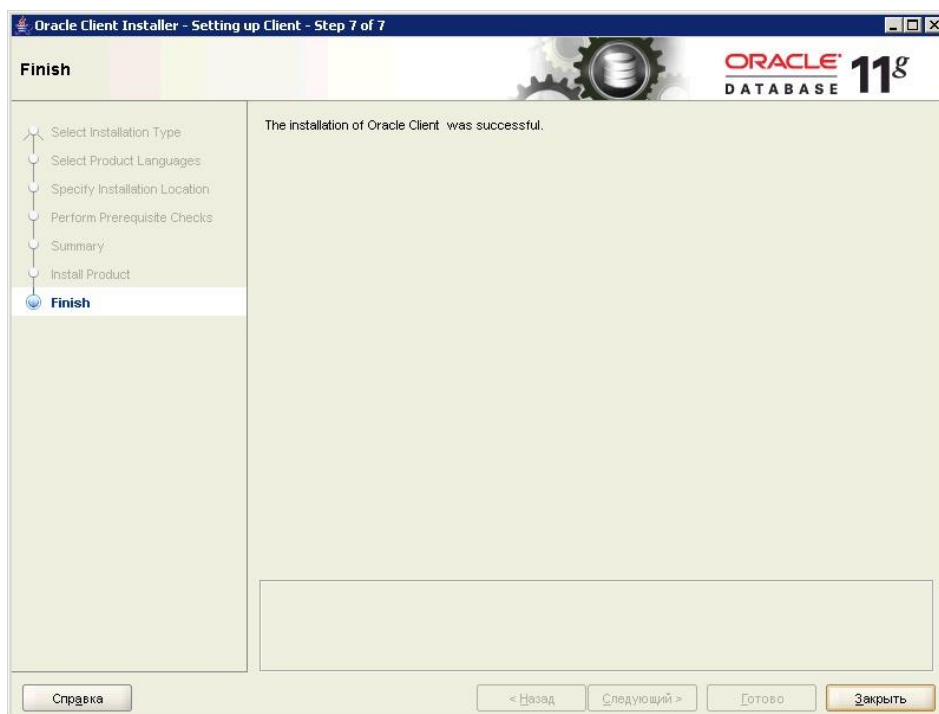 Oracle Client Installer - Setting up Client - Step 7 of 7
Finish
ORACLE®
DATABASE
11g
Select Installation Type
Select Product Languages
Specify Installation Location
Perform Prerequisite Checks
Summary
Install Product
Finish
The installation of Oracle Client  was successful.
Справка
< Назад
Следующий >
Готово
Закрыть